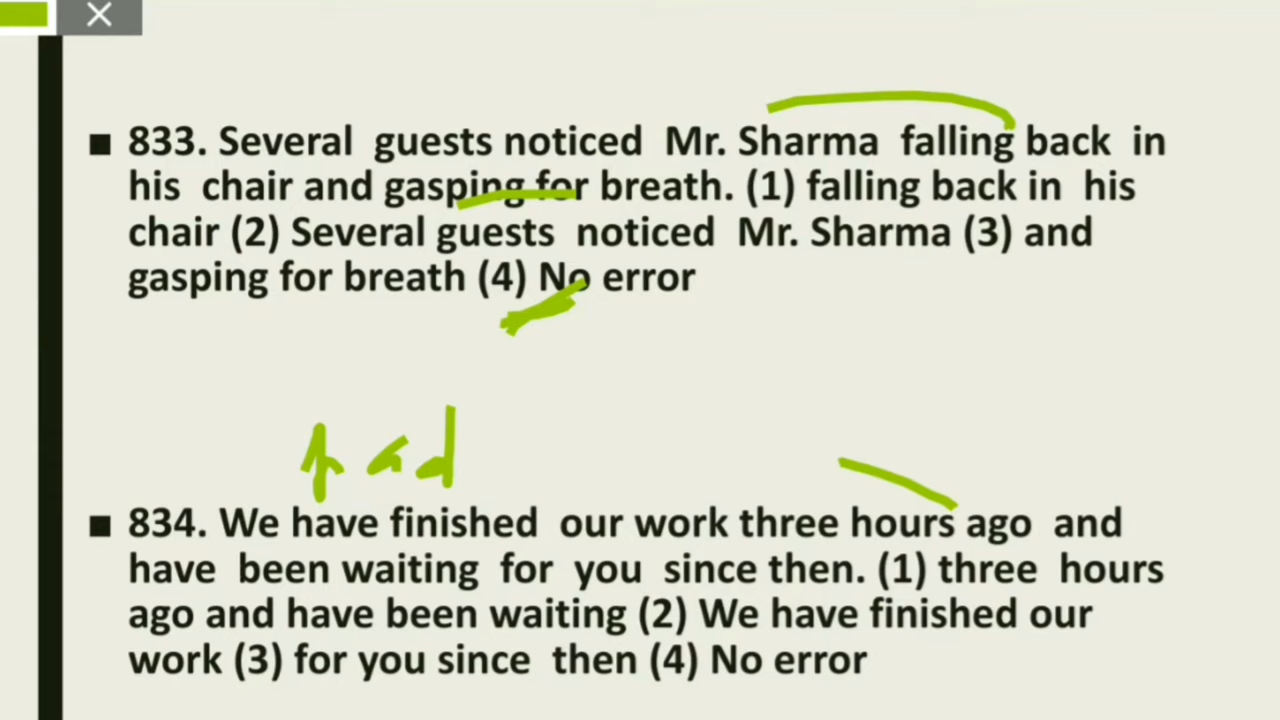 ■ 833. Several guests noticed Mr. Sharma falling back in
his chair and gasping for breath. (1) falling back in his
chair (2) Several guests noticed Mr. Sharma (3) and
gasping for breath (4) No error
had
■ 834. We have finished our work three hours ago and
have been waiting for you since then. (1) three hours
ago and have been waiting (2) We have finished our
work (3) for you since then (4) No error